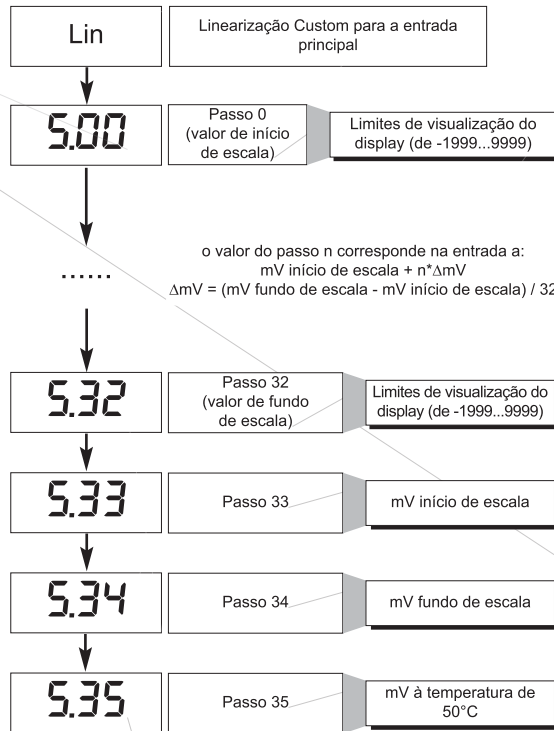 Lin
Linearização Custom para a entrada
principal
5.00
Passo 0
(valor de início
de escala)
Limites de visualização do
display (de -1999...9999)
......
o valor do passo n corresponde na entrada a:
mV início de escala + n*∆mV
∆mV = (mV fundo de escala - mV início de escala) / 32
5.32
Passo 32
(valor de fundo
de escala)
Limites de visualização do
display (de -1999...9999)
5.33
Passo 33
mV início de escala
5.34
Passo 34
mV fundo de escala
5.35
Passo 35
mV à temperatura de
50°C